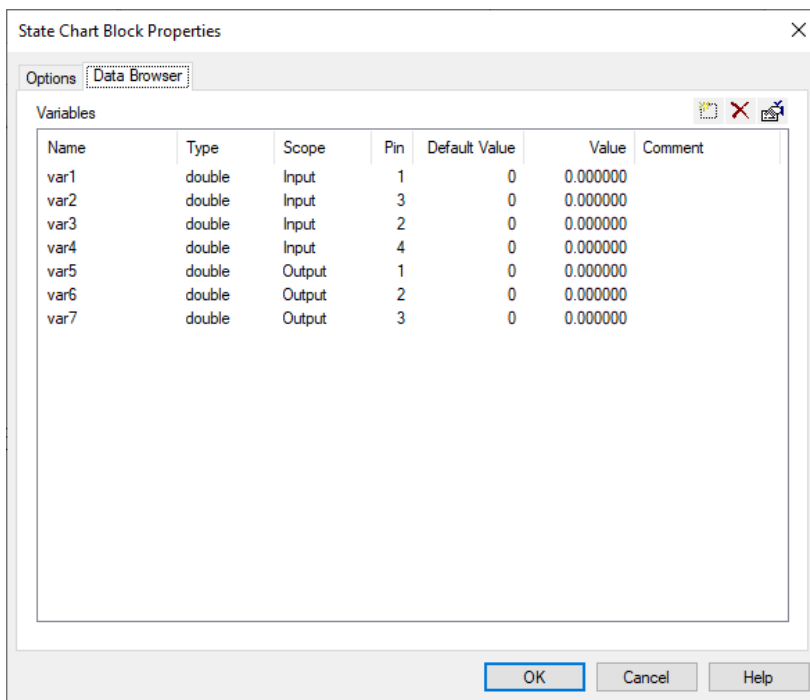 State Chart Block Properties
Options Data Browser
Variables
Name Type Scope Pin Default Value Value Comment
var1 double Input 1 0 0.000000
var2 double Input 3 0 0.000000
var3 double Input 2 0 0.000000
var4 double Input 4 0 0.000000
var5 double Output 1 0 0.000000
var6 double Output 2 0 0.000000
var7 double Output 3 0 0.000000
OK Cancel Help